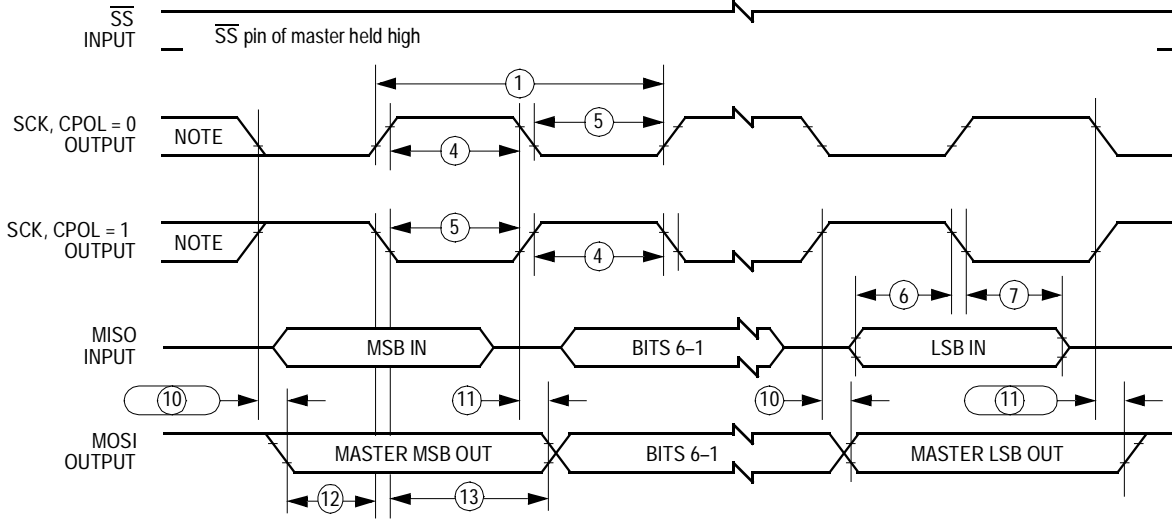 SS
INPUT
SS pin of master held high
1
SCK, CPOL = 0
OUTPUT
NOTE
5
4
SCK, CPOL = 1
OUTPUT
NOTE
5
4
6
7
MISO
INPUT
MSB IN
BITS 6–1
LSB IN
10
11
10
11
MOSI
OUTPUT
MASTER MSB OUT
BITS 6–1
MASTER LSB OUT
12
13